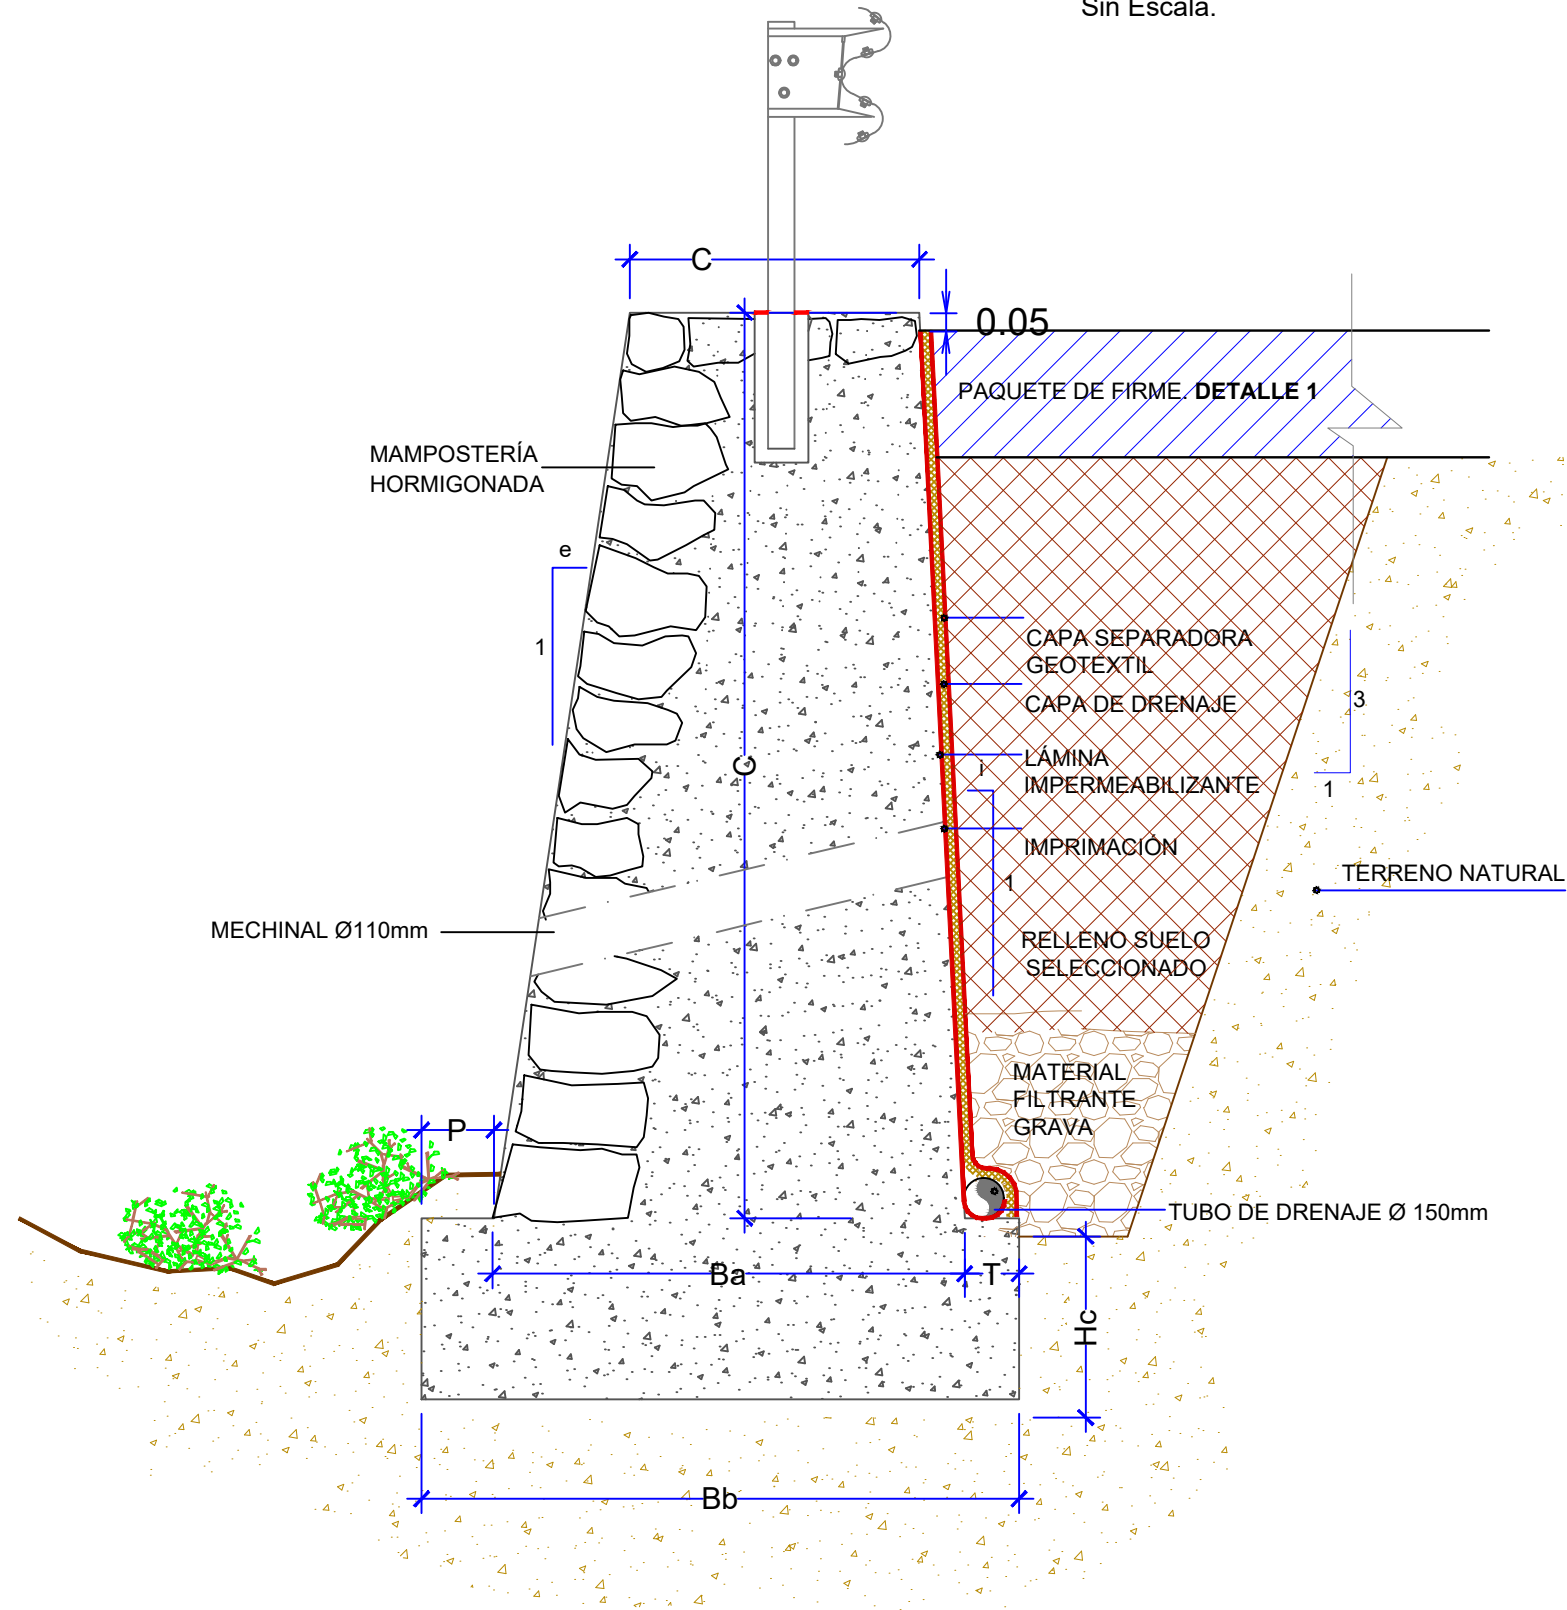 Sin Escala.
C
0.05
PAQUETE DE FIRME. DETALLE 1
MAMPOSTERÍA
HORMIGONADA
e
1
CAPA SEPARADORA
GEOTEXTIL
3
CAPA DE DRENAJE
C
LÁMINA
i
IMPERMEABILIZANTE
1
IMPRIMACIÓN
1
TERRENO NATURAL
MECHINAL Ø110mm
RELLENO SUELO
SELECCIONADO
MATERIAL
FILTRANTE
GRAVA
P
TUBO DE DRENAJE Ø 150mm
Ba
T
Hc
Bb